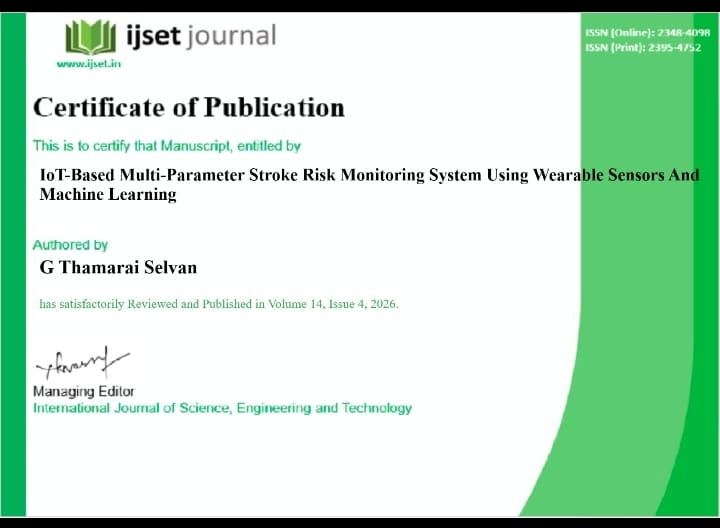 ijset journal
www.ijset.in
ISSN (Online): 2348-4098
ISSN (Print): 2395-4752
Certificate of Publication
This is to certify that Manuscript, entitled by
IoT-Based Multi-Parameter Stroke Risk Monitoring System Using Wearable Sensors And
Machine Learning
Authored by
G Thamarai Selvan
has satisfactorily Reviewed and Published in Volume 14, Issue 4, 2026.
Managing Editor
International Journal of Science, Engineering and Technology